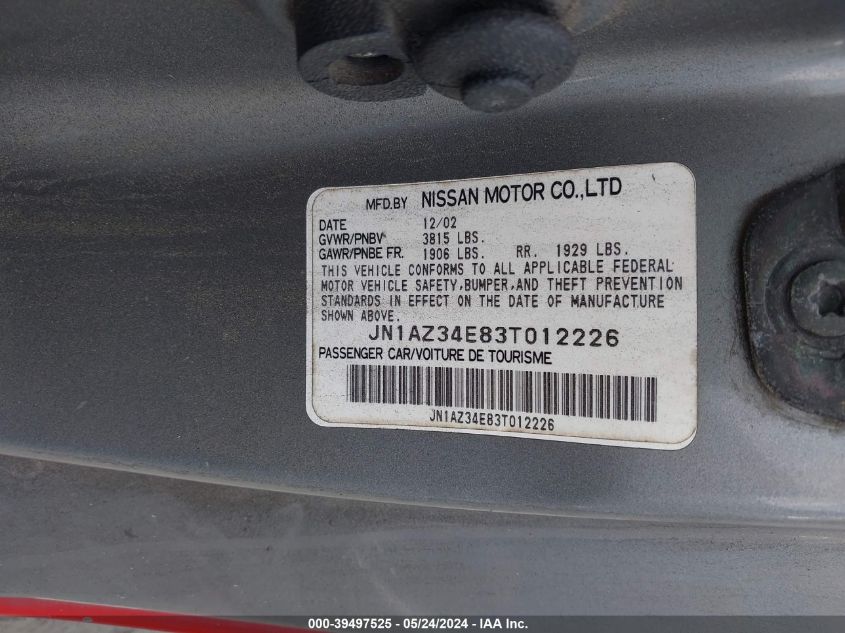 MFD.BY NISSAN MOTOR CO.,LTD
DATE 12/02
GVWR/PNBV 3815 LBS.
GAWR/PNBE FR. 1906 LBS. RR. 1929 LBS.
THIS VEHICLE CONFORMS TO ALL APPLICABLE FEDERAL
MOTOR VEHICLE SAFETY,BUMPER,AND THEFT PREVENTION
STANDARDS IN EFFECT ON THE DATE OF MANUFACTURE
SHOWN ABOVE.
JN1AZ34E83T012226
PASSENGER CAR/VOITURE DE TOURISME
JN1AZ34E83T012226
000-39497525 - 05/24/2024 - IAA Inc.